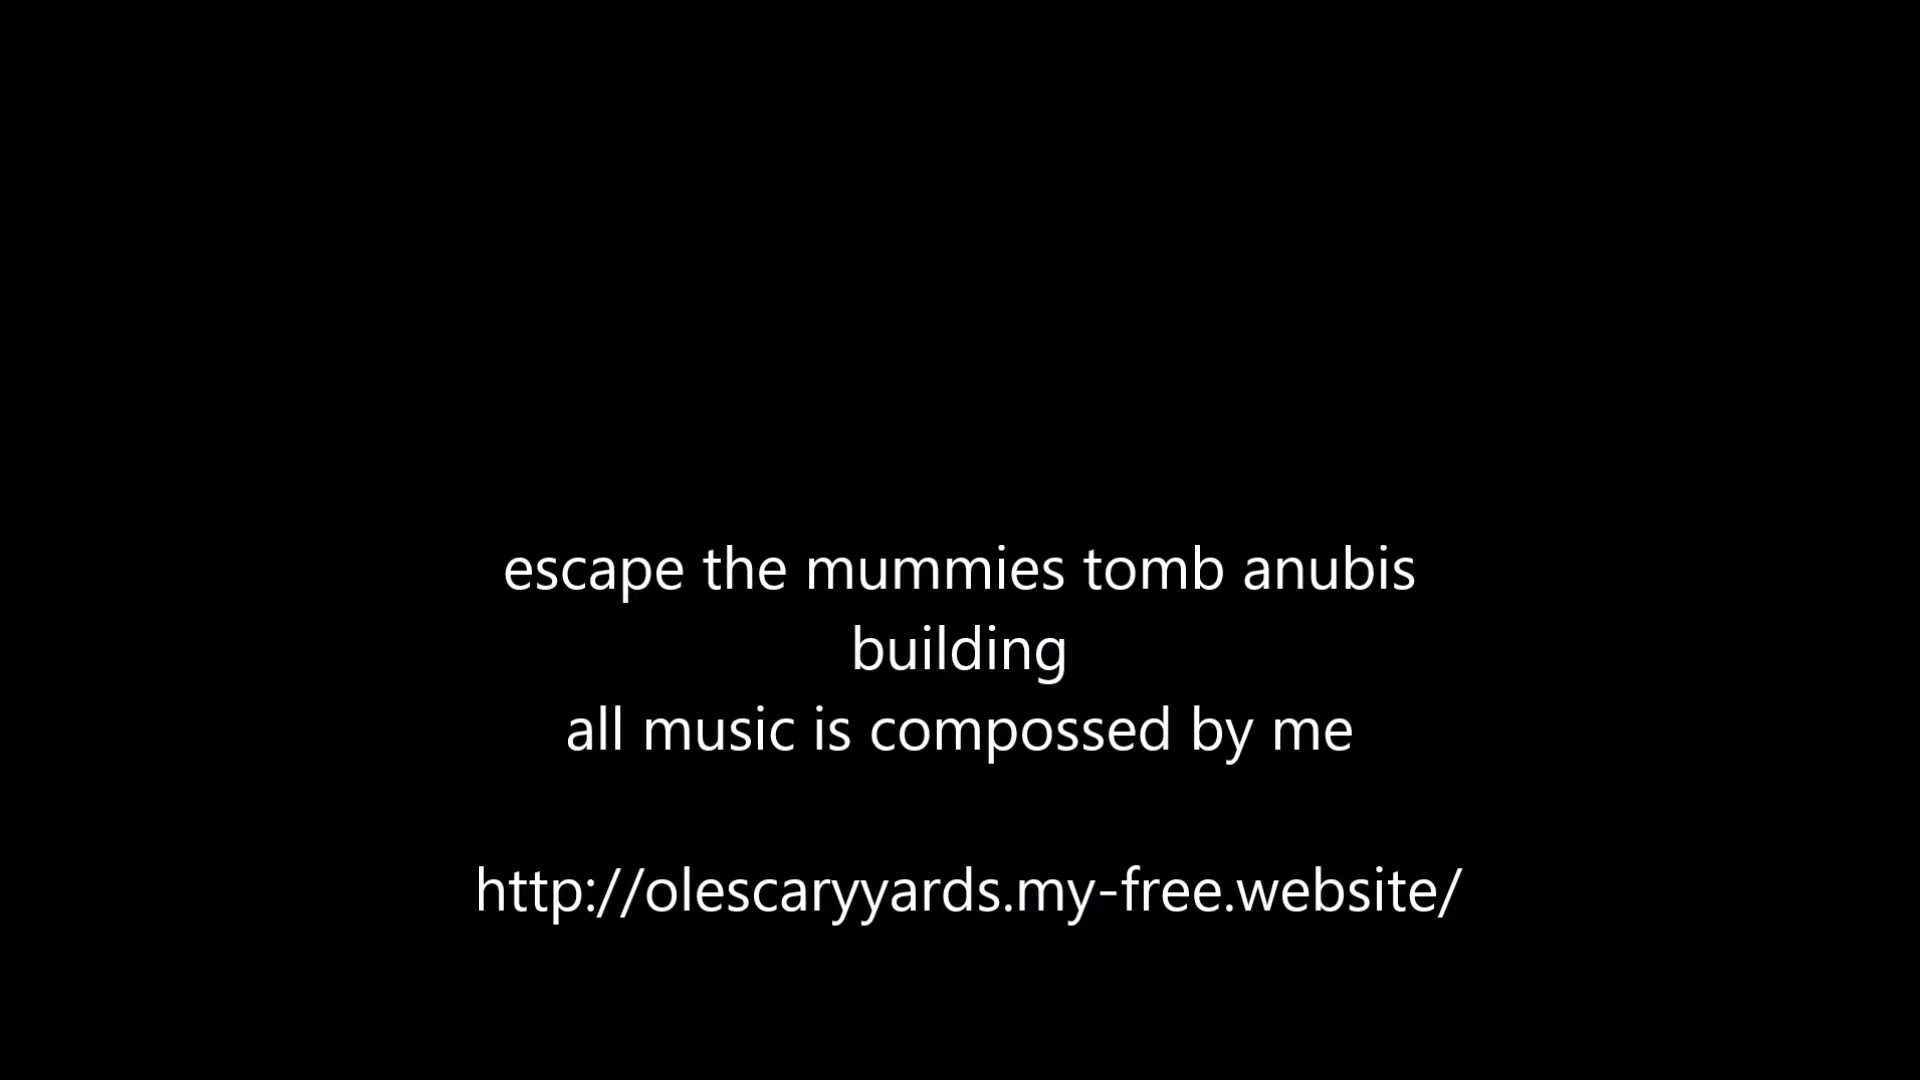 escape the mummies tomb anubis
building
all music is compossed by me
http://olescaryyards.my-free.website/